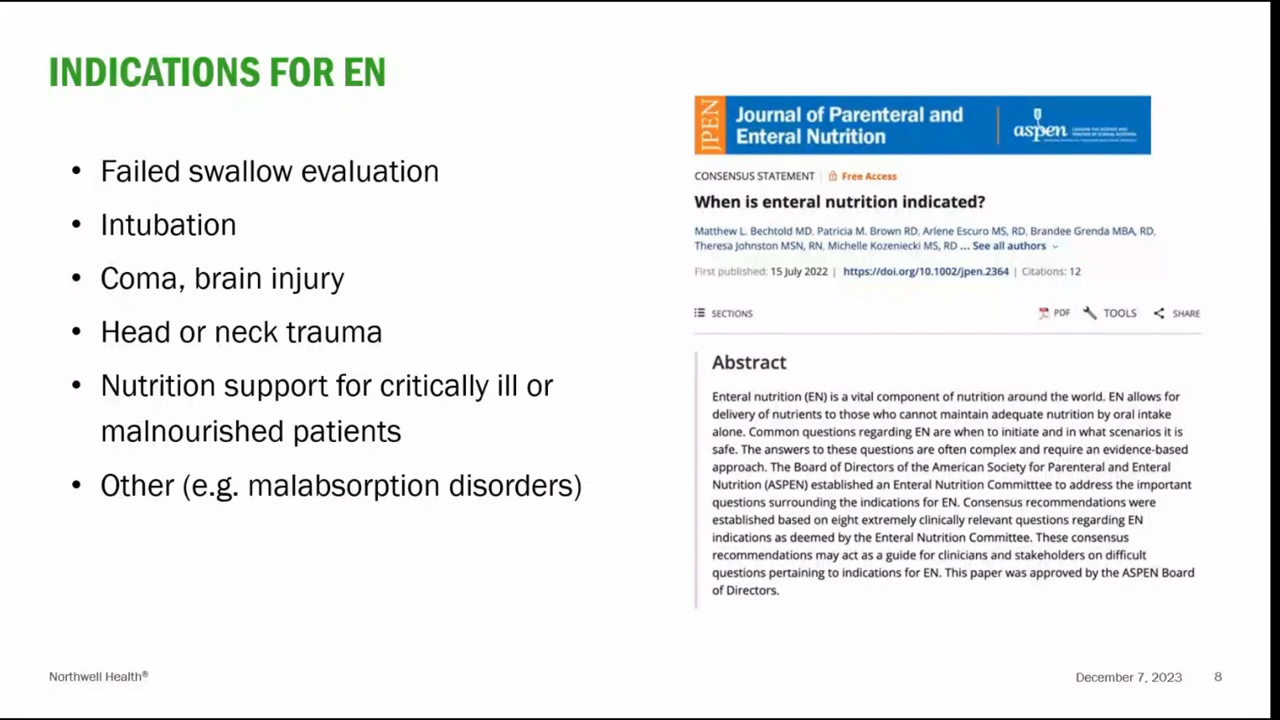 INDICATIONS FOR EN
• Failed swallow evaluation
• Intubation
• Coma, brain injury
• Head or neck trauma
• Nutrition support for critically ill or
malnourished patients
• Other (e.g. malabsorption disorders)
JPEN
Journal of Parenteral and
Enteral Nutrition
aspen
CONSENSUS STATEMENT Free Access
When is enteral nutrition indicated?
Matthew L. Bechtold MD, Patricia M. Brown RD, Arlene Escuro MS, RD, Brandee Grenda MBA, RD,
Theresa Johnston MSN, RN, Michelle Kozeniecki MS, RD ... See all authors
First published: 15 July 2022 | https://doi.org/10.1002/jpen.2364 | Citations: 12
SECTIONS PDF TOOLS SHARE
Abstract
Enteral nutrition (EN) is a vital component of nutrition around the world. EN allows for
delivery of nutrients to those who cannot maintain adequate nutrition by oral intake
alone. Common questions regarding EN are when to initiate and in what scenarios it is
safe. The answers to these questions are often complex and require an evidence-based
approach. The Board of Directors of the American Society for Parenteral and Enteral
Nutrition (ASPEN) established an Enteral Nutrition Committtee to address the important
questions surrounding the indications for EN. Consensus recommendations were
established based on eight extremely clinically relevant questions regarding EN
indications as deemed by the Enteral Nutrition Committee. These consensus
recommendations may act as a guide for clinicians and stakeholders on difficult
questions pertaining to indications for EN. This paper was approved by the ASPEN Board
of Directors.
Northwell Health®
December 7, 2023 8